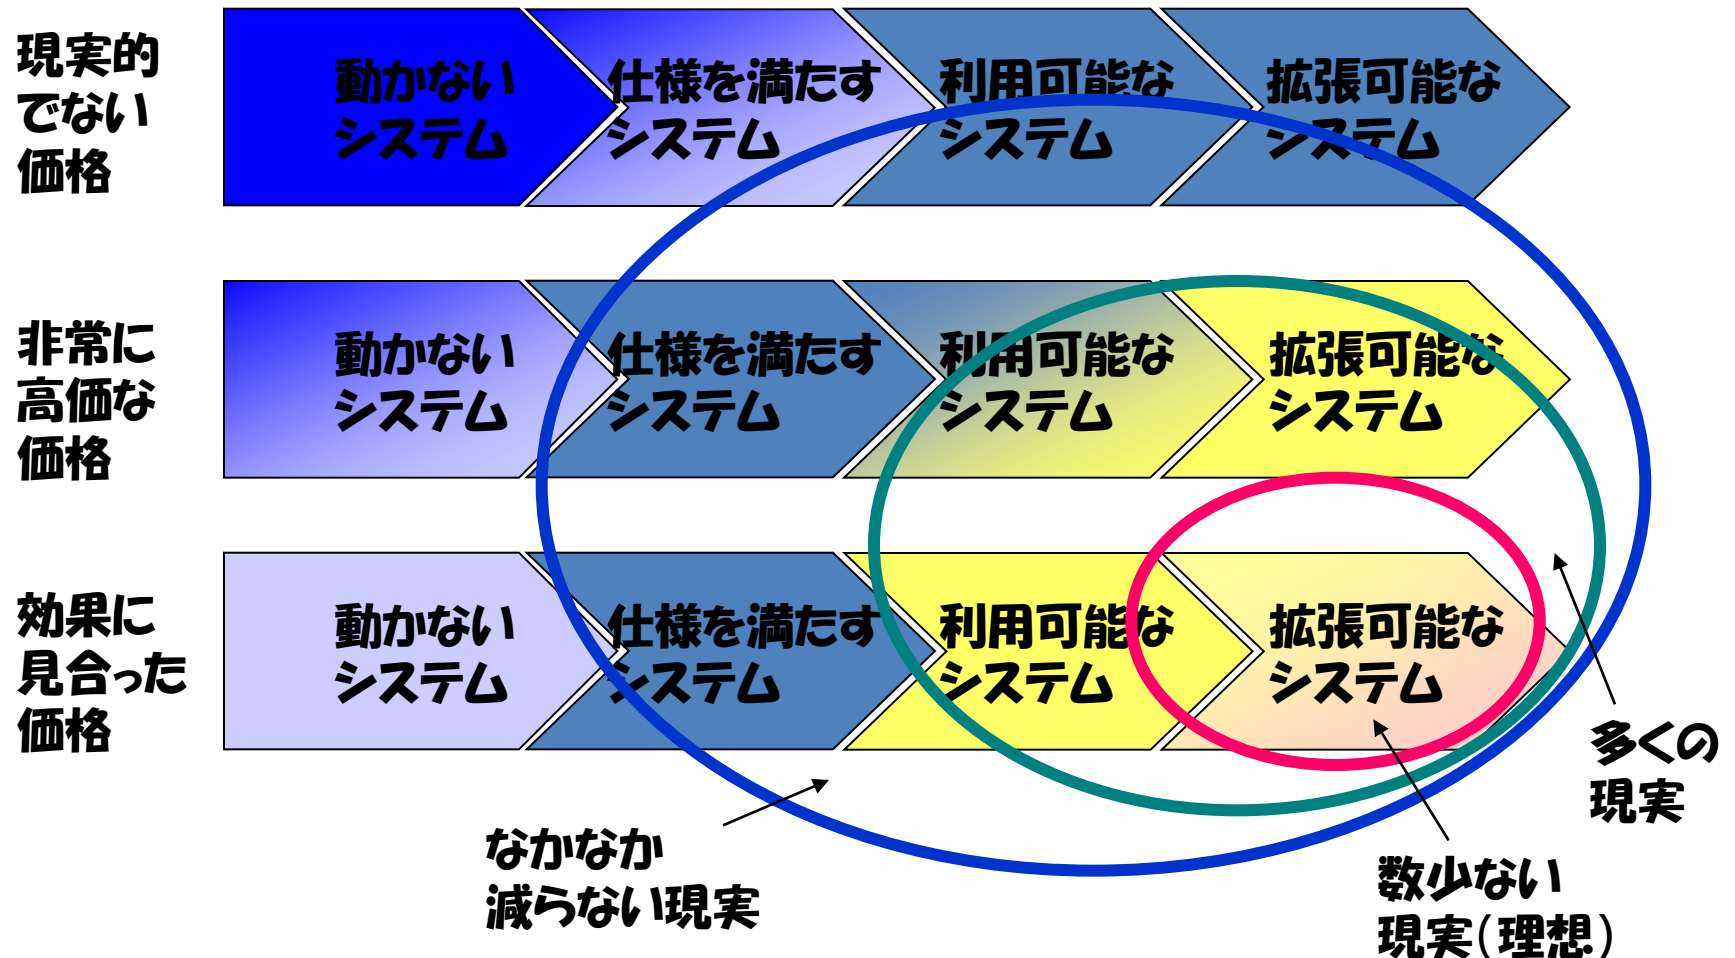 現実的
でない
価格
動かない
システム
仕様を満たす
システム
利用可能な
システム
拡張可能な
システム
非常に
高価な
価格
動かない
システム
仕様を満たす
システム
利用可能な
システム
拡張可能な
システム
効果に
見合った
価格
動かない
システム
仕様を満たす
システム
利用可能な
システム
拡張可能な
システム
多くの
現実
なかなか
減らない現実
数少ない
現実(理想)